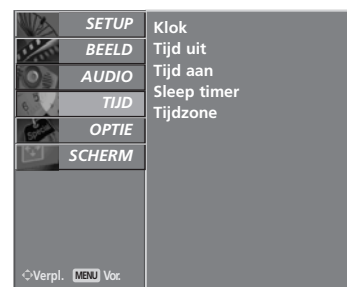 SETUP
BEELD
AUDIO
TIJD
OPTIE
SCHERM
Klok
Tijd uit
Tijd aan
Sleep timer
Tijdzone
Verpl. MENU Vor.